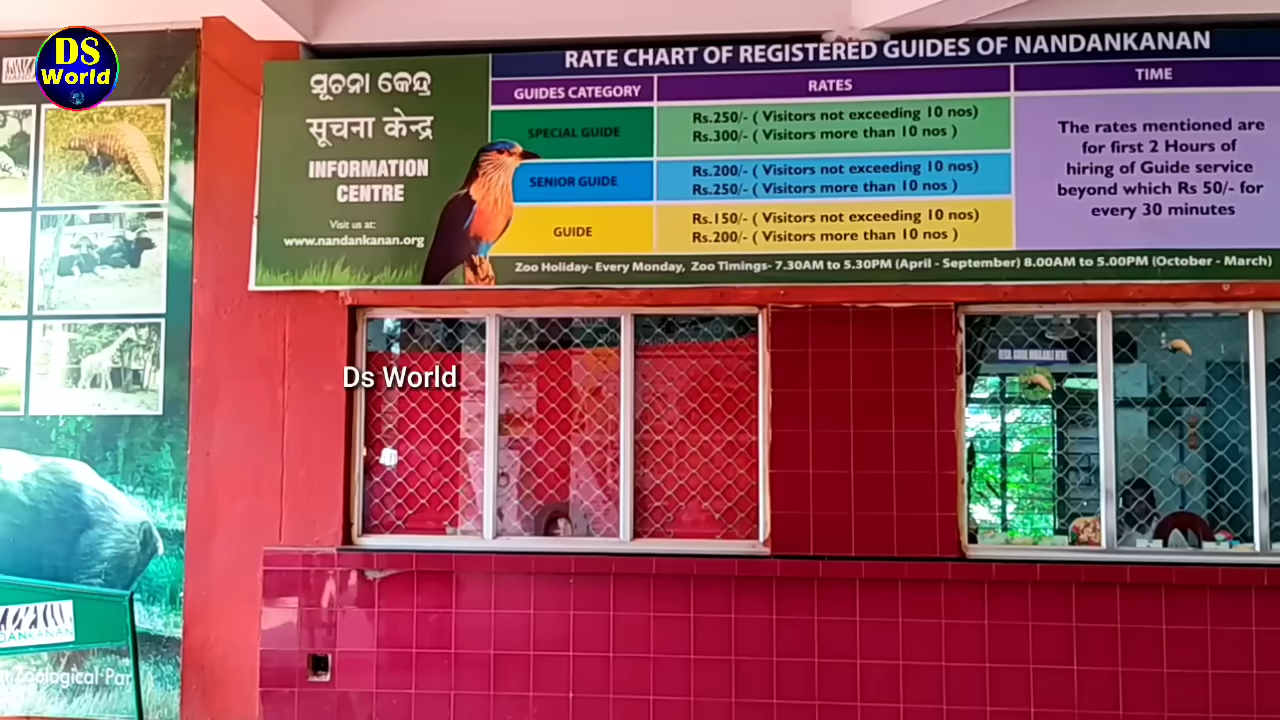 DS
World
ସୂଚନା କେନ୍ଦ୍ର
सूचना केन्द्र
INFORMATION
CENTRE
Visit us at:
www.nandankanan.org
RATE CHART OF REGISTERED GUIDES OF NANDANKANAN
GUIDES CATEGORY
RATES
TIME
SPECIAL GUIDE
Rs.250/- ( Visitors not exceeding 10 nos)
Rs.300/- ( Visitors more than 10 nos )
SENIOR GUIDE
Rs.200/- ( Visitors not exceeding 10 nos)
Rs.250/- ( Visitors more than 10 nos )
GUIDE
Rs.150/- ( Visitors not exceeding 10 nos)
Rs.200/- ( Visitors more than 10 nos )
The rates mentioned are
for first 2 Hours of
hiring of Guide service
beyond which Rs 50/- for
every 30 minutes
Zoo Holiday- Every Monday, Zoo Timings- 7.30AM to 5.30PM (April - September) 8.00AM to 5.00PM (October - March)
Ds World
DANKANAN
Zoological Par